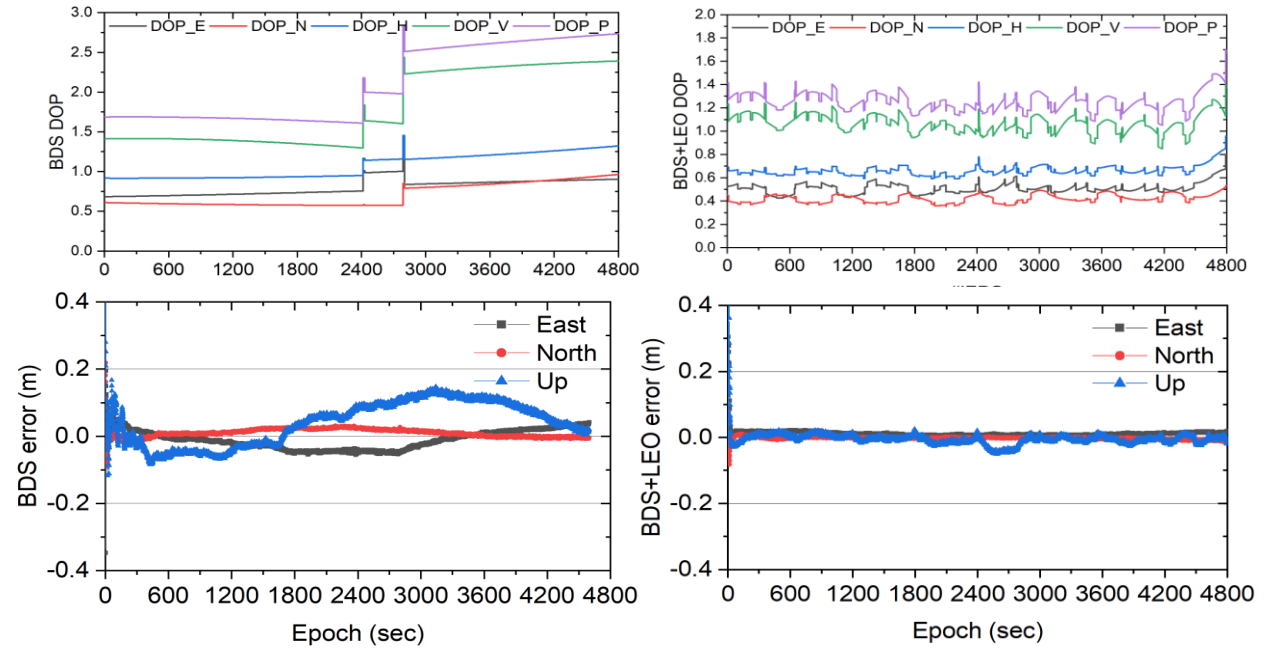 DOP_E DOP_N DOP_H DOP_V DOP_P
BDS DOP
3.0
2.5
2.0
1.5
1.0
0.5
0.0
0 600 1200 1800 2400 3000 3600 4200 4800
DOP_E DOP_N DOP_H DOP_V DOP_P
BDS+LEO DOP
2.0
1.8
1.6
1.4
1.2
1.0
0.8
0.6
0.4
0.2
0.0
0 600 1200 1800 2400 3000 3600 4200 4800
East
North
Up
BDS error (m)
0.4
0.2
0.0
-0.2
-0.4
0 600 1200 1800 2400 3000 3600 4200 4800
Epoch (sec)
East
North
Up
BDS+LEO error (m)
0.4
0.2
0.0
-0.2
-0.4
0 600 1200 1800 2400 3000 3600 4200 4800
Epoch (sec)